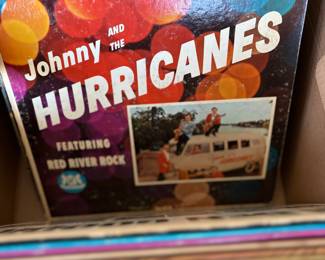 Johnny AND THE
HURRICANES
FEATURING
RED RIVER ROCK